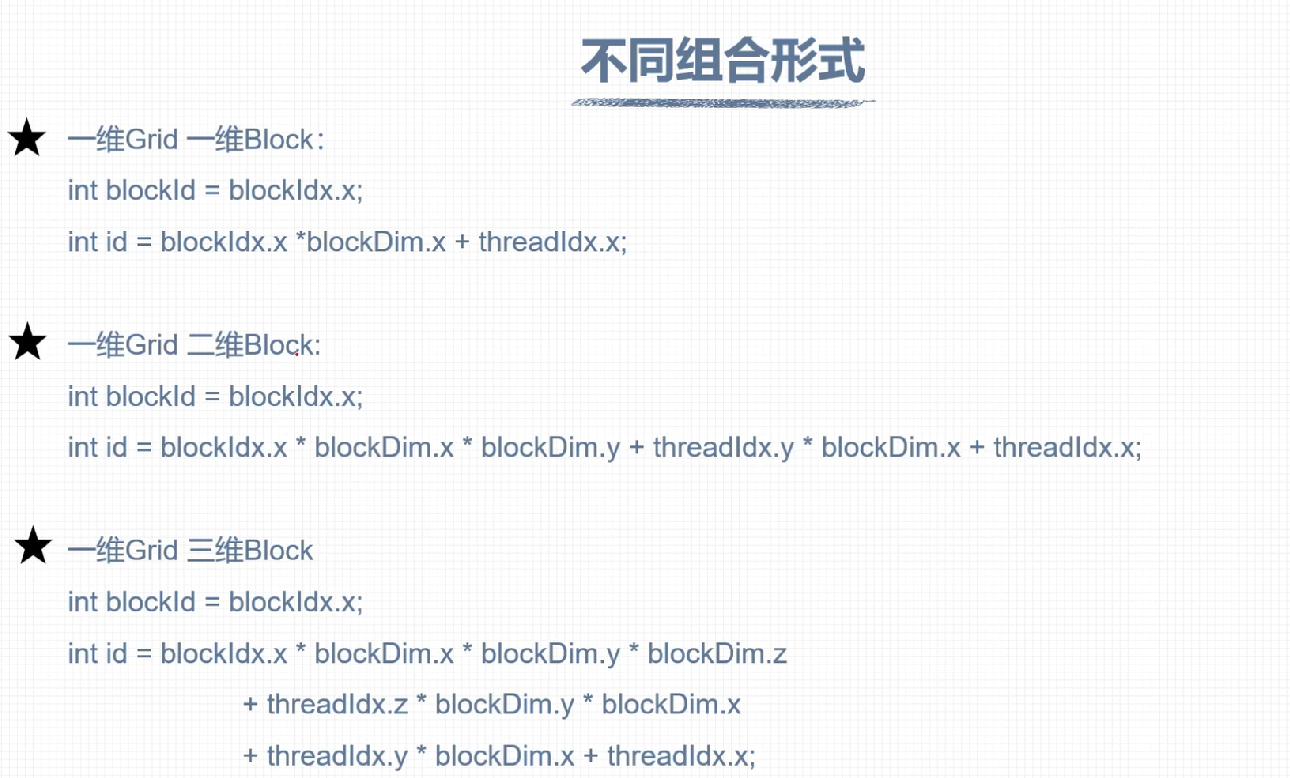 不同组合形式
一维Grid 一维Block：
int blockId = blockIdx.x;
int id = blockIdx.x *blockDim.x + threadIdx.x;
一维Grid 二维Block:
int blockId = blockIdx.x;
int id = blockIdx.x * blockDim.x * blockDim.y + threadIdx.y * blockDim.x + threadIdx.x;
一维Grid 三维Block
int blockId = blockIdx.x;
int id = blockIdx.x * blockDim.x * blockDim.y * blockDim.z
+ threadIdx.z * blockDim.y * blockDim.x
+ threadIdx.y * blockDim.x + threadIdx.x;